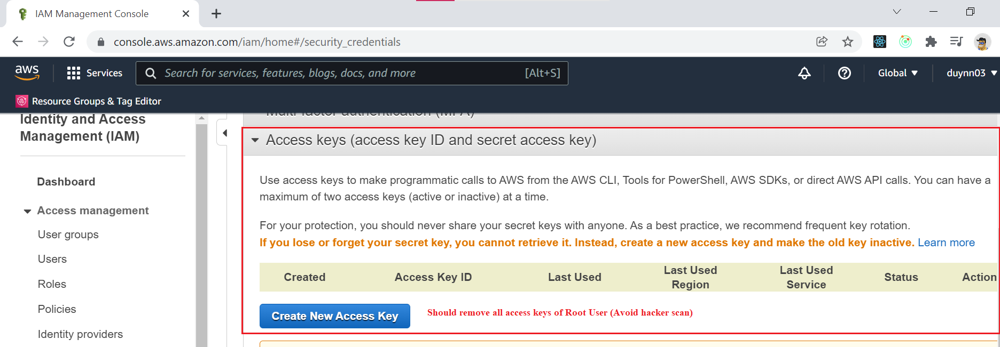 IAM Management Console
console.aws.amazon.com/iam/home#/security_credentials
aws
Services
Search for services, features, blogs, docs, and more
[Alt+S]
Global
duynn03
Resource Groups & Tag Editor
Identity and Access
Management (IAM)
Dashboard
Access management
User groups
Users
Roles
Policies
Identity providers
Multi-factor authentication (MFA)
Access keys (access key ID and secret access key)
Use access keys to make programmatic calls to AWS from the AWS CLI, Tools for PowerShell, AWS SDKs, or direct AWS API calls. You can have a
maximum of two access keys (active or inactive) at a time.
For your protection, you should never share your secret keys with anyone. As a best practice, we recommend frequent key rotation.
If you lose or forget your secret key, you cannot retrieve it. Instead, create a new access key and make the old key inactive. Learn more
Created
Access Key ID
Last Used
Last Used
Region
Last Used
Service
Status
Action
Create New Access Key
Should remove all access keys of Root User (Avoid hacker scan)